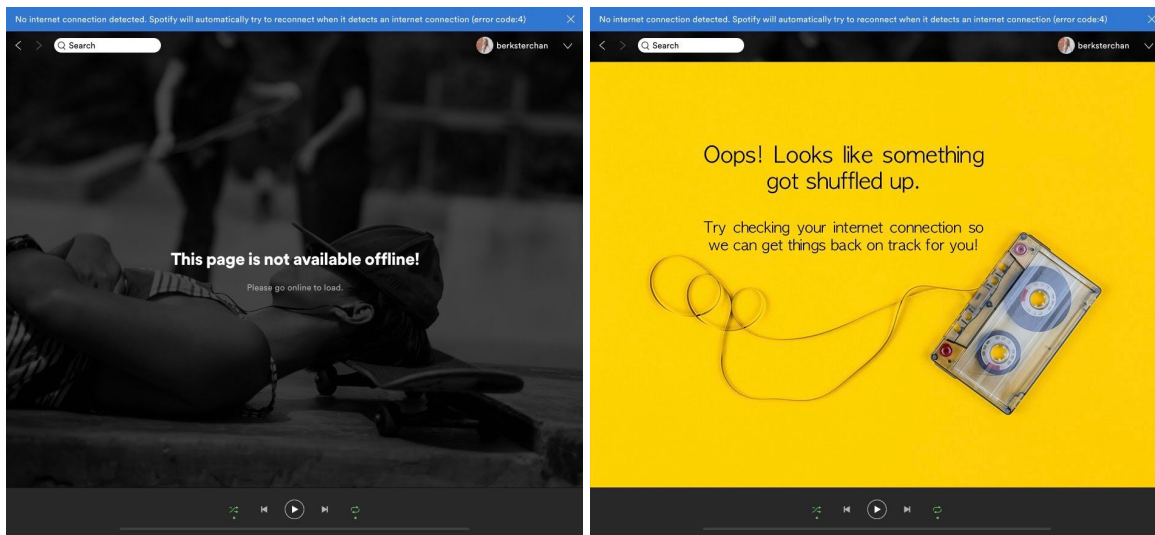 No internet connection detected. Spotify will automatically try to reconnect when it detects an internet connection (error code:4)
Search
berksterchan
This page is not available offline!
Please go online to load.
No internet connection detected. Spotify will automatically try to reconnect when it detects an internet connection (error code:4)
Search
berksterchan
Oops! Looks like something
got shuffled up.
Try checking your internet connection so
we can get things back on track for you!